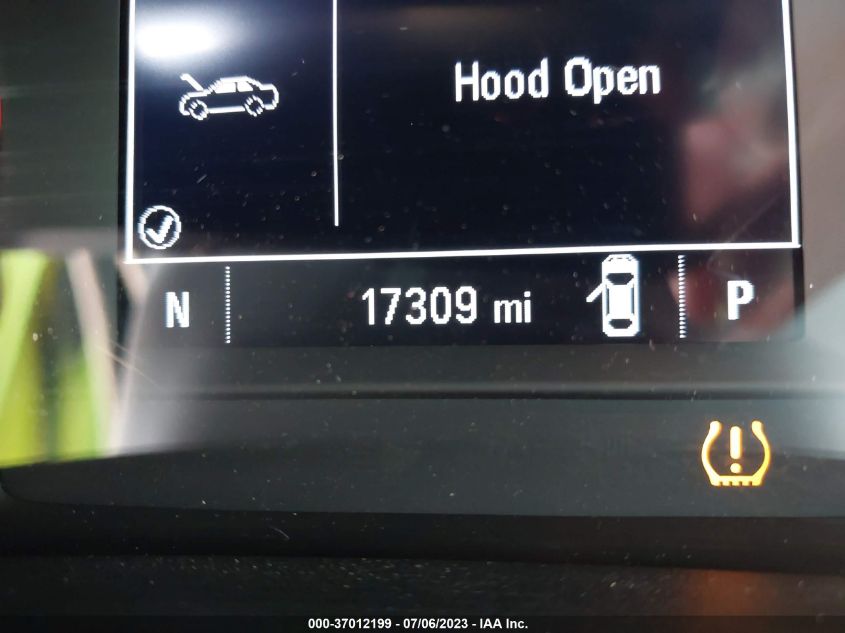 Hood Open
N 17309 mi P
000-37012199 - 07/06/2023 - IAA Inc.